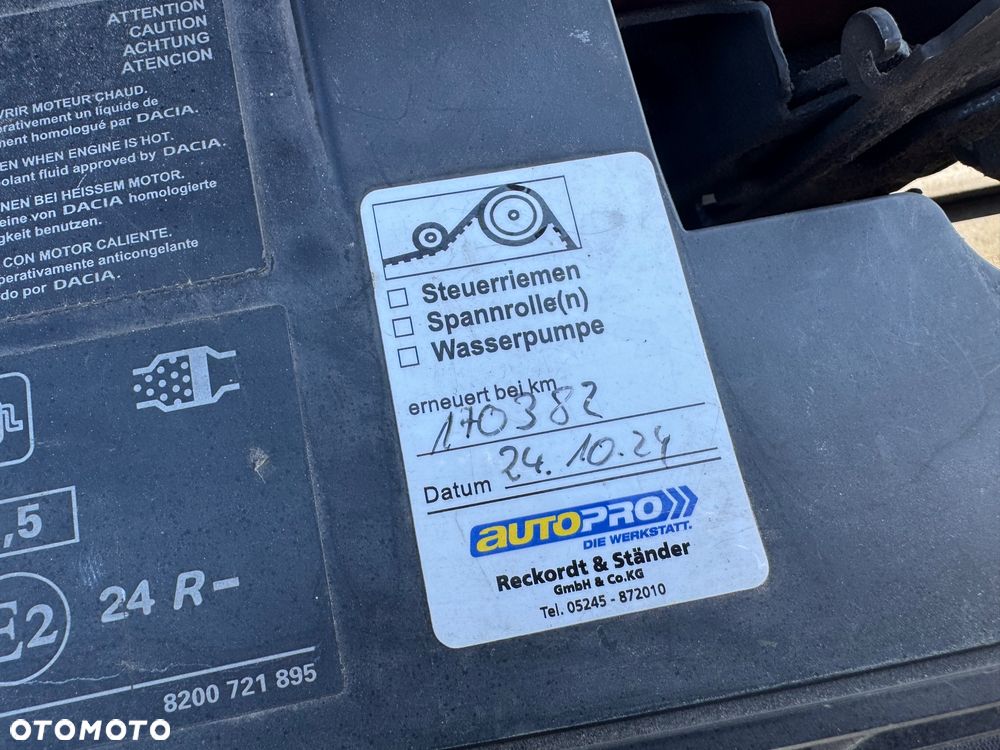 ATTENTION
CAUTION
ACHTUNG
ATENCION
VRIR MOTEUR CHAUD.
érativement un liquide de
ment homologué par DACIA.
EN WHEN ENGINE IS HOT.
olant fluid approved by DACIA.
NEN BEI HEISSEM MOTOR.
eine von DACIA homologierte
gkeit benutzen.
CON MOTOR CALIENTE.
perativamente anticongelante
do por DACIA.
Steuerriemen
Spannrolle(n)
Wasserpumpe
erneuert bei km
170382
Datum 24.10.24
AUTOPRO
DIE WERKSTATT.
Reckordt & Ständer
GmbH & Co.KG
Tel. 05245 - 872010
,5
E2
24 R-
8200 721 895
OTOMOTO